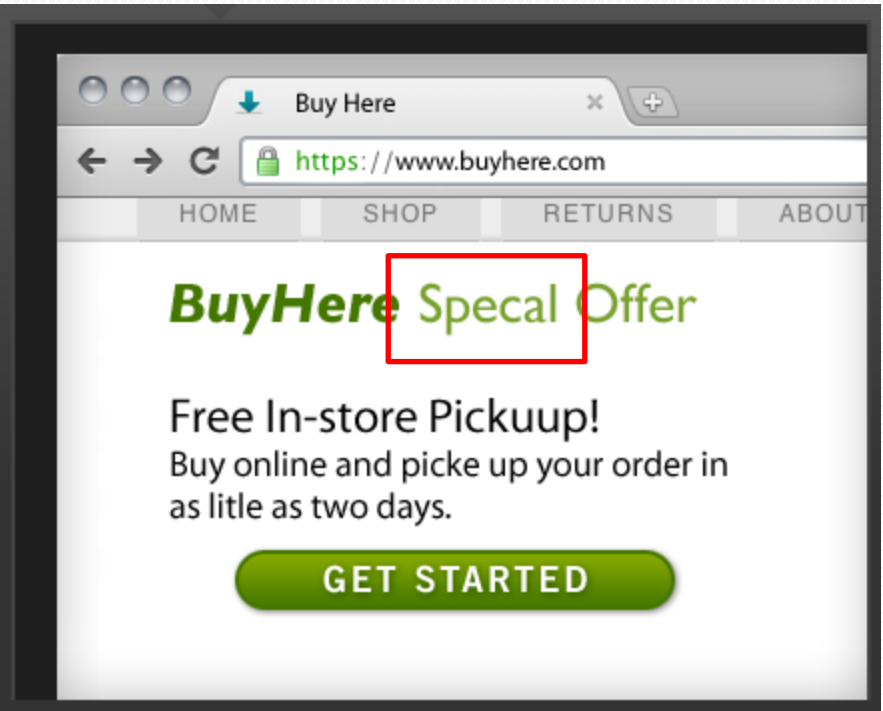 Buy Here
https://www.buyhere.com
HOME SHOP RETURNS ABOUT
BuyHere Specal Offer
Free In-store Pickuup!
Buy online and picke up your order in
as litle as two days.
GET STARTED